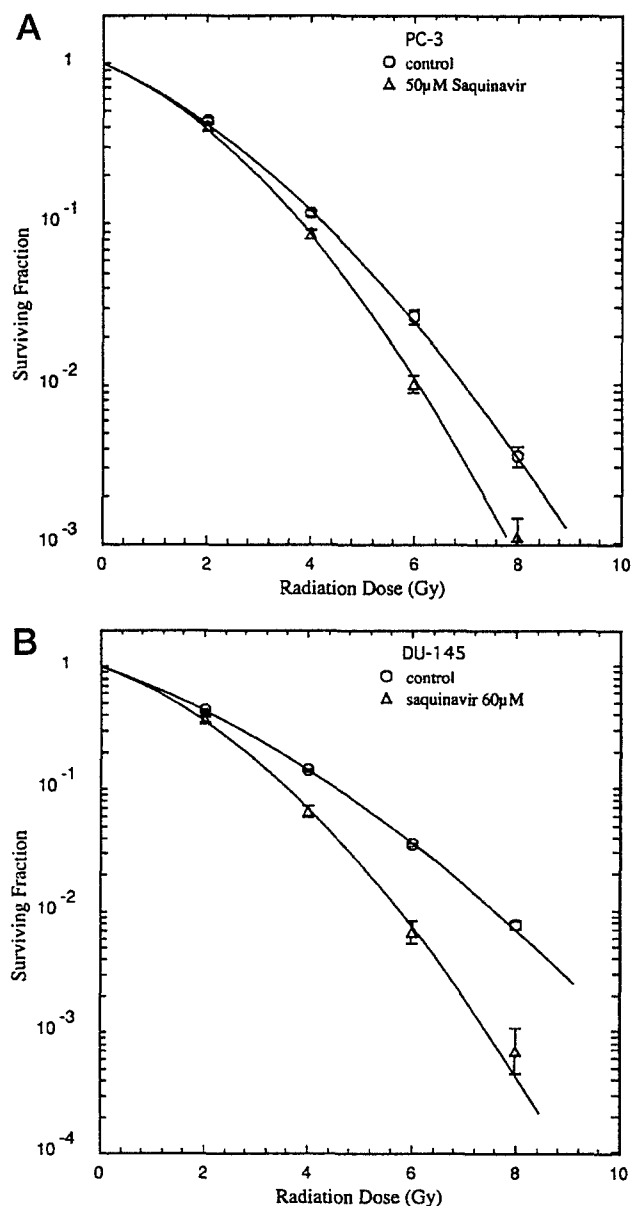 A
PC-3
control
50µM Saquinavir
1
10-1
10-2
10-3
Surviving Fraction
0 2 4 6 8 10
Radiation Dose (Gy)
B
DU-145
control
saquinavir 60µM
1
10-1
10-2
10-3
10-4
Surviving Fraction
0 2 4 6 8 10
Radiation Dose (Gy)